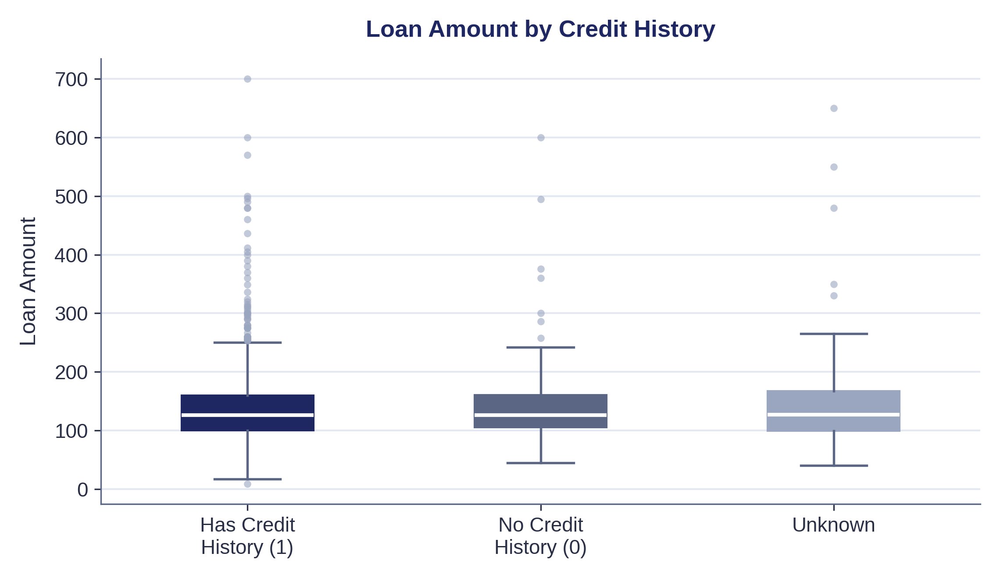 Loan Amount by Credit History
Loan Amount
700
600
500
400
300
200
100
0
Has Credit
History (1)
No Credit
History (0)
Unknown